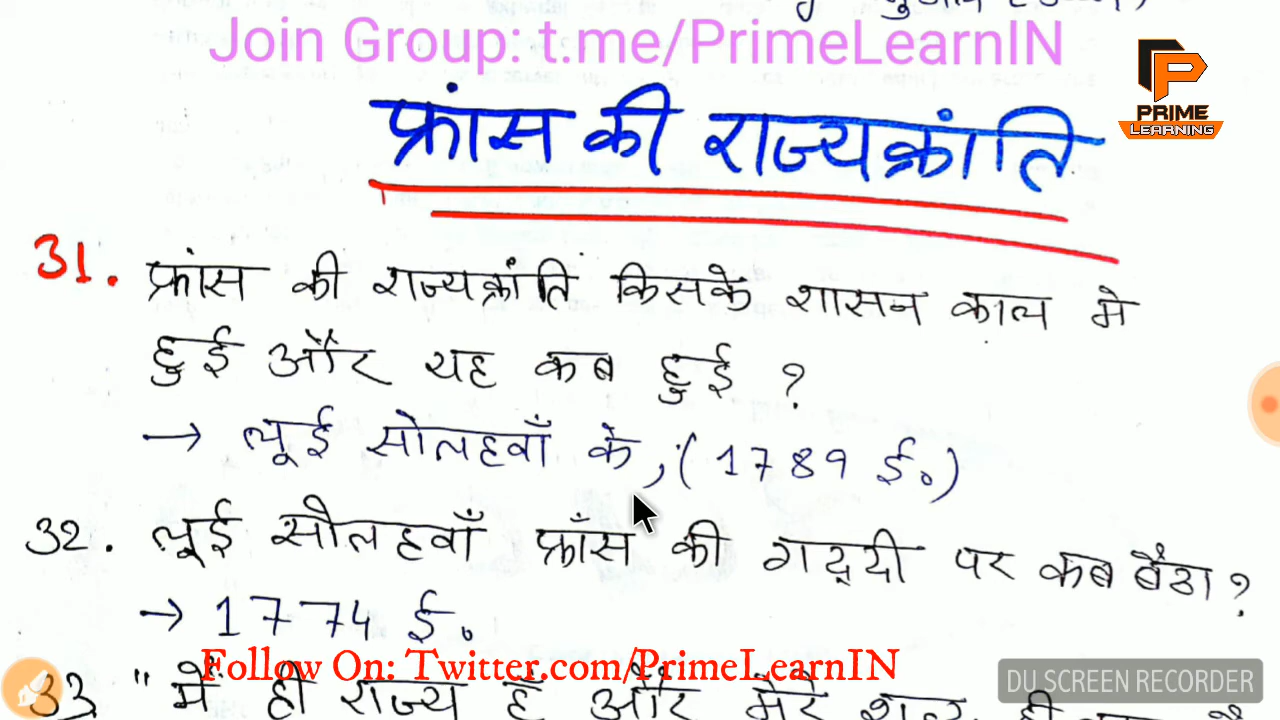 Join Group: t.me/PrimeLearnIN
PRIME
LEARNING
फ्रांस की राज्यक्रांति
31. फ्रांस की राज्यक्रांति किसके शासन काल मे
हुई और यह कब हुई ?
→ लूई सोलहवाँ के, (1789 ई०)
32. लूई सौलहवाँ फ्राँस की गद्दी पर कब बैठा?
→ 1774 ई.
Follow On: Twitter.com/PrimeLearnIN
33 " मैं ही राज्य हूँ और मेरे
DU SCREEN RECORDER